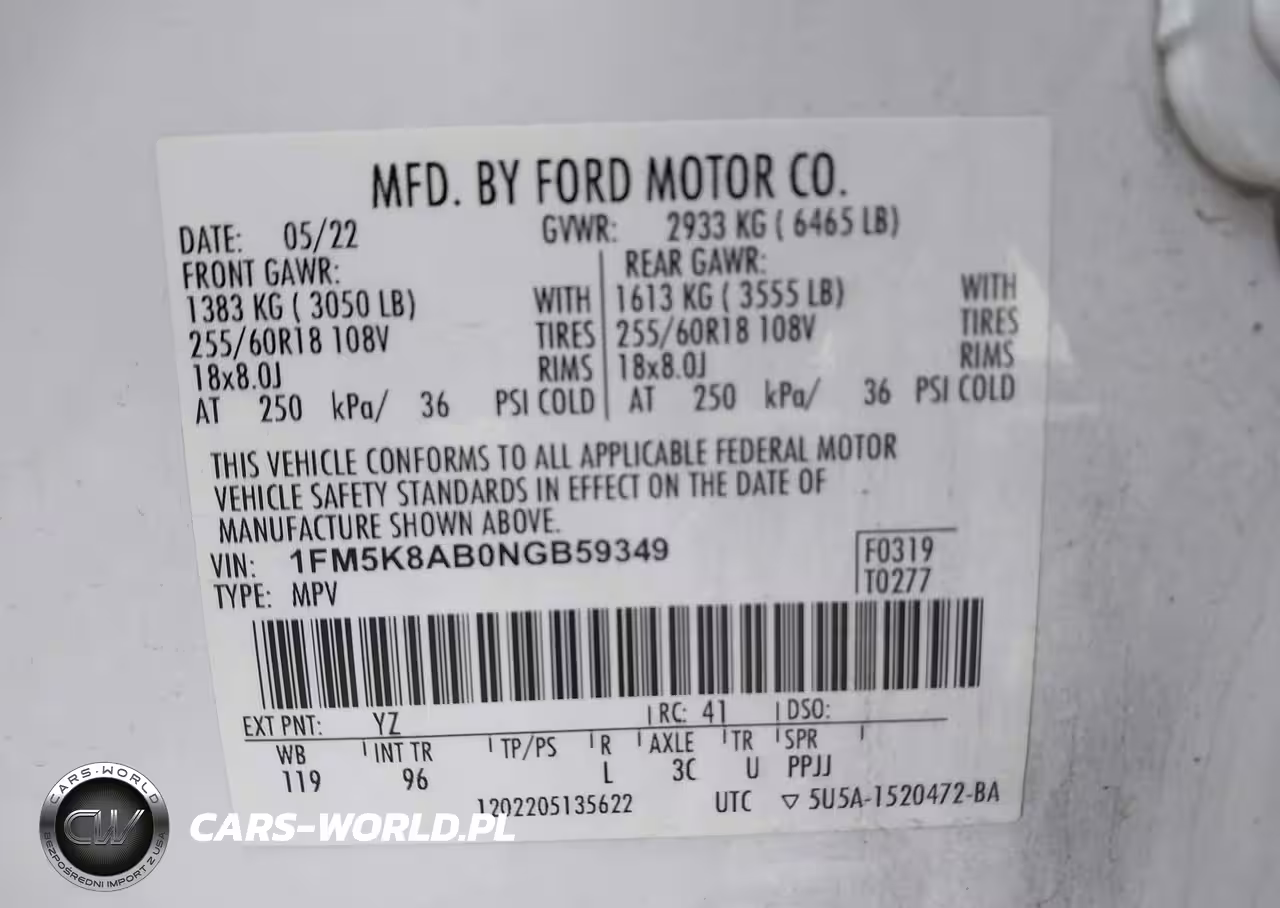 MFD. BY FORD MOTOR CO.
DATE: 05/22 GVWR: 2933 KG ( 6465 LB)
FRONT GAWR: REAR GAWR:
1383 KG ( 3050 LB) WITH 1613 KG ( 3555 LB) WITH
255/60R18 108V TIRES 255/60R18 108V TIRES
18x8.0J RIMS 18x8.0J RIMS
AT 250 kPa/ 36 PSI COLD AT 250 kPa/ 36 PSI COLD
THIS VEHICLE CONFORMS TO ALL APPLICABLE FEDERAL MOTOR
VEHICLE SAFETY STANDARDS IN EFFECT ON THE DATE OF
MANUFACTURE SHOWN ABOVE.
VIN: 1FM5K8AB0NGB59349 F0319
TYPE: MPV T0277
EXT PNT: YZ RC: 41 DSO:
WB INT TR TP/PS R AXLE TR SPR
119 96 L 3C U PPJJ
1202205135622 UTC ▽ 5U5A-1520472-BA
CARS-WORLD
CW
BEZPOŚREDNI IMPORT Z USA
CARS-WORLD.PL